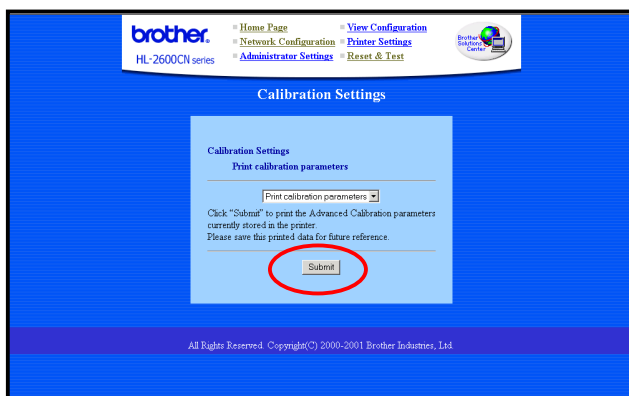 brother.
HL-2600CN series
Home Page
View Configuration
Network Configuration
Printer Settings
Administrator Settings
Reset & Test
Brother
Solutions
Center
Calibration Settings
Calibration Settings
Print calibration parameters
Print calibration parameters
Click "Submit" to print the Advanced Calibration parameters
currently stored in the printer.
Please save this printed data for future reference.
Submit
All Rights Reserved. Copyright(C) 2000-2001 Brother Industries, Ltd.